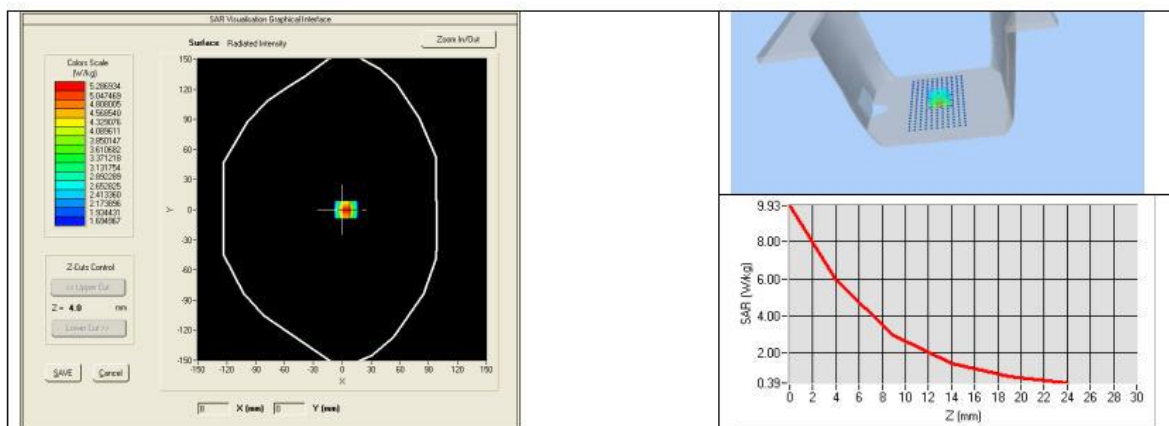 SAR Visualisation Graphical Interface
Surface Radiated Intensity
Zoom In/Out
Colors Scale
(W/kg)
5.286934
5.047469
4.808005
4.568540
4.329076
4.089611
3.850147
3.610682
3.371218
3.131754
2.892289
2.652825
2.413360
2.173896
1.934431
1.694967
Z-Cuts Control
<< Upper Cut
Z = 4.0 mm
Lower Cut >>
SAVE Cancel
150
120
90
60
30
0
-30
-60
-90
-120
-150
Y
-150 -120 -90 -60 -30 0 30 60 90 120 150
X
0 X (mm) 0 Y (mm)
9.93
8.00
6.00
4.00
2.00
0.39
SAR (W/kg)
0 2 4 6 8 10 12 14 16 18 20 22 24 26 28 30
Z (mm)